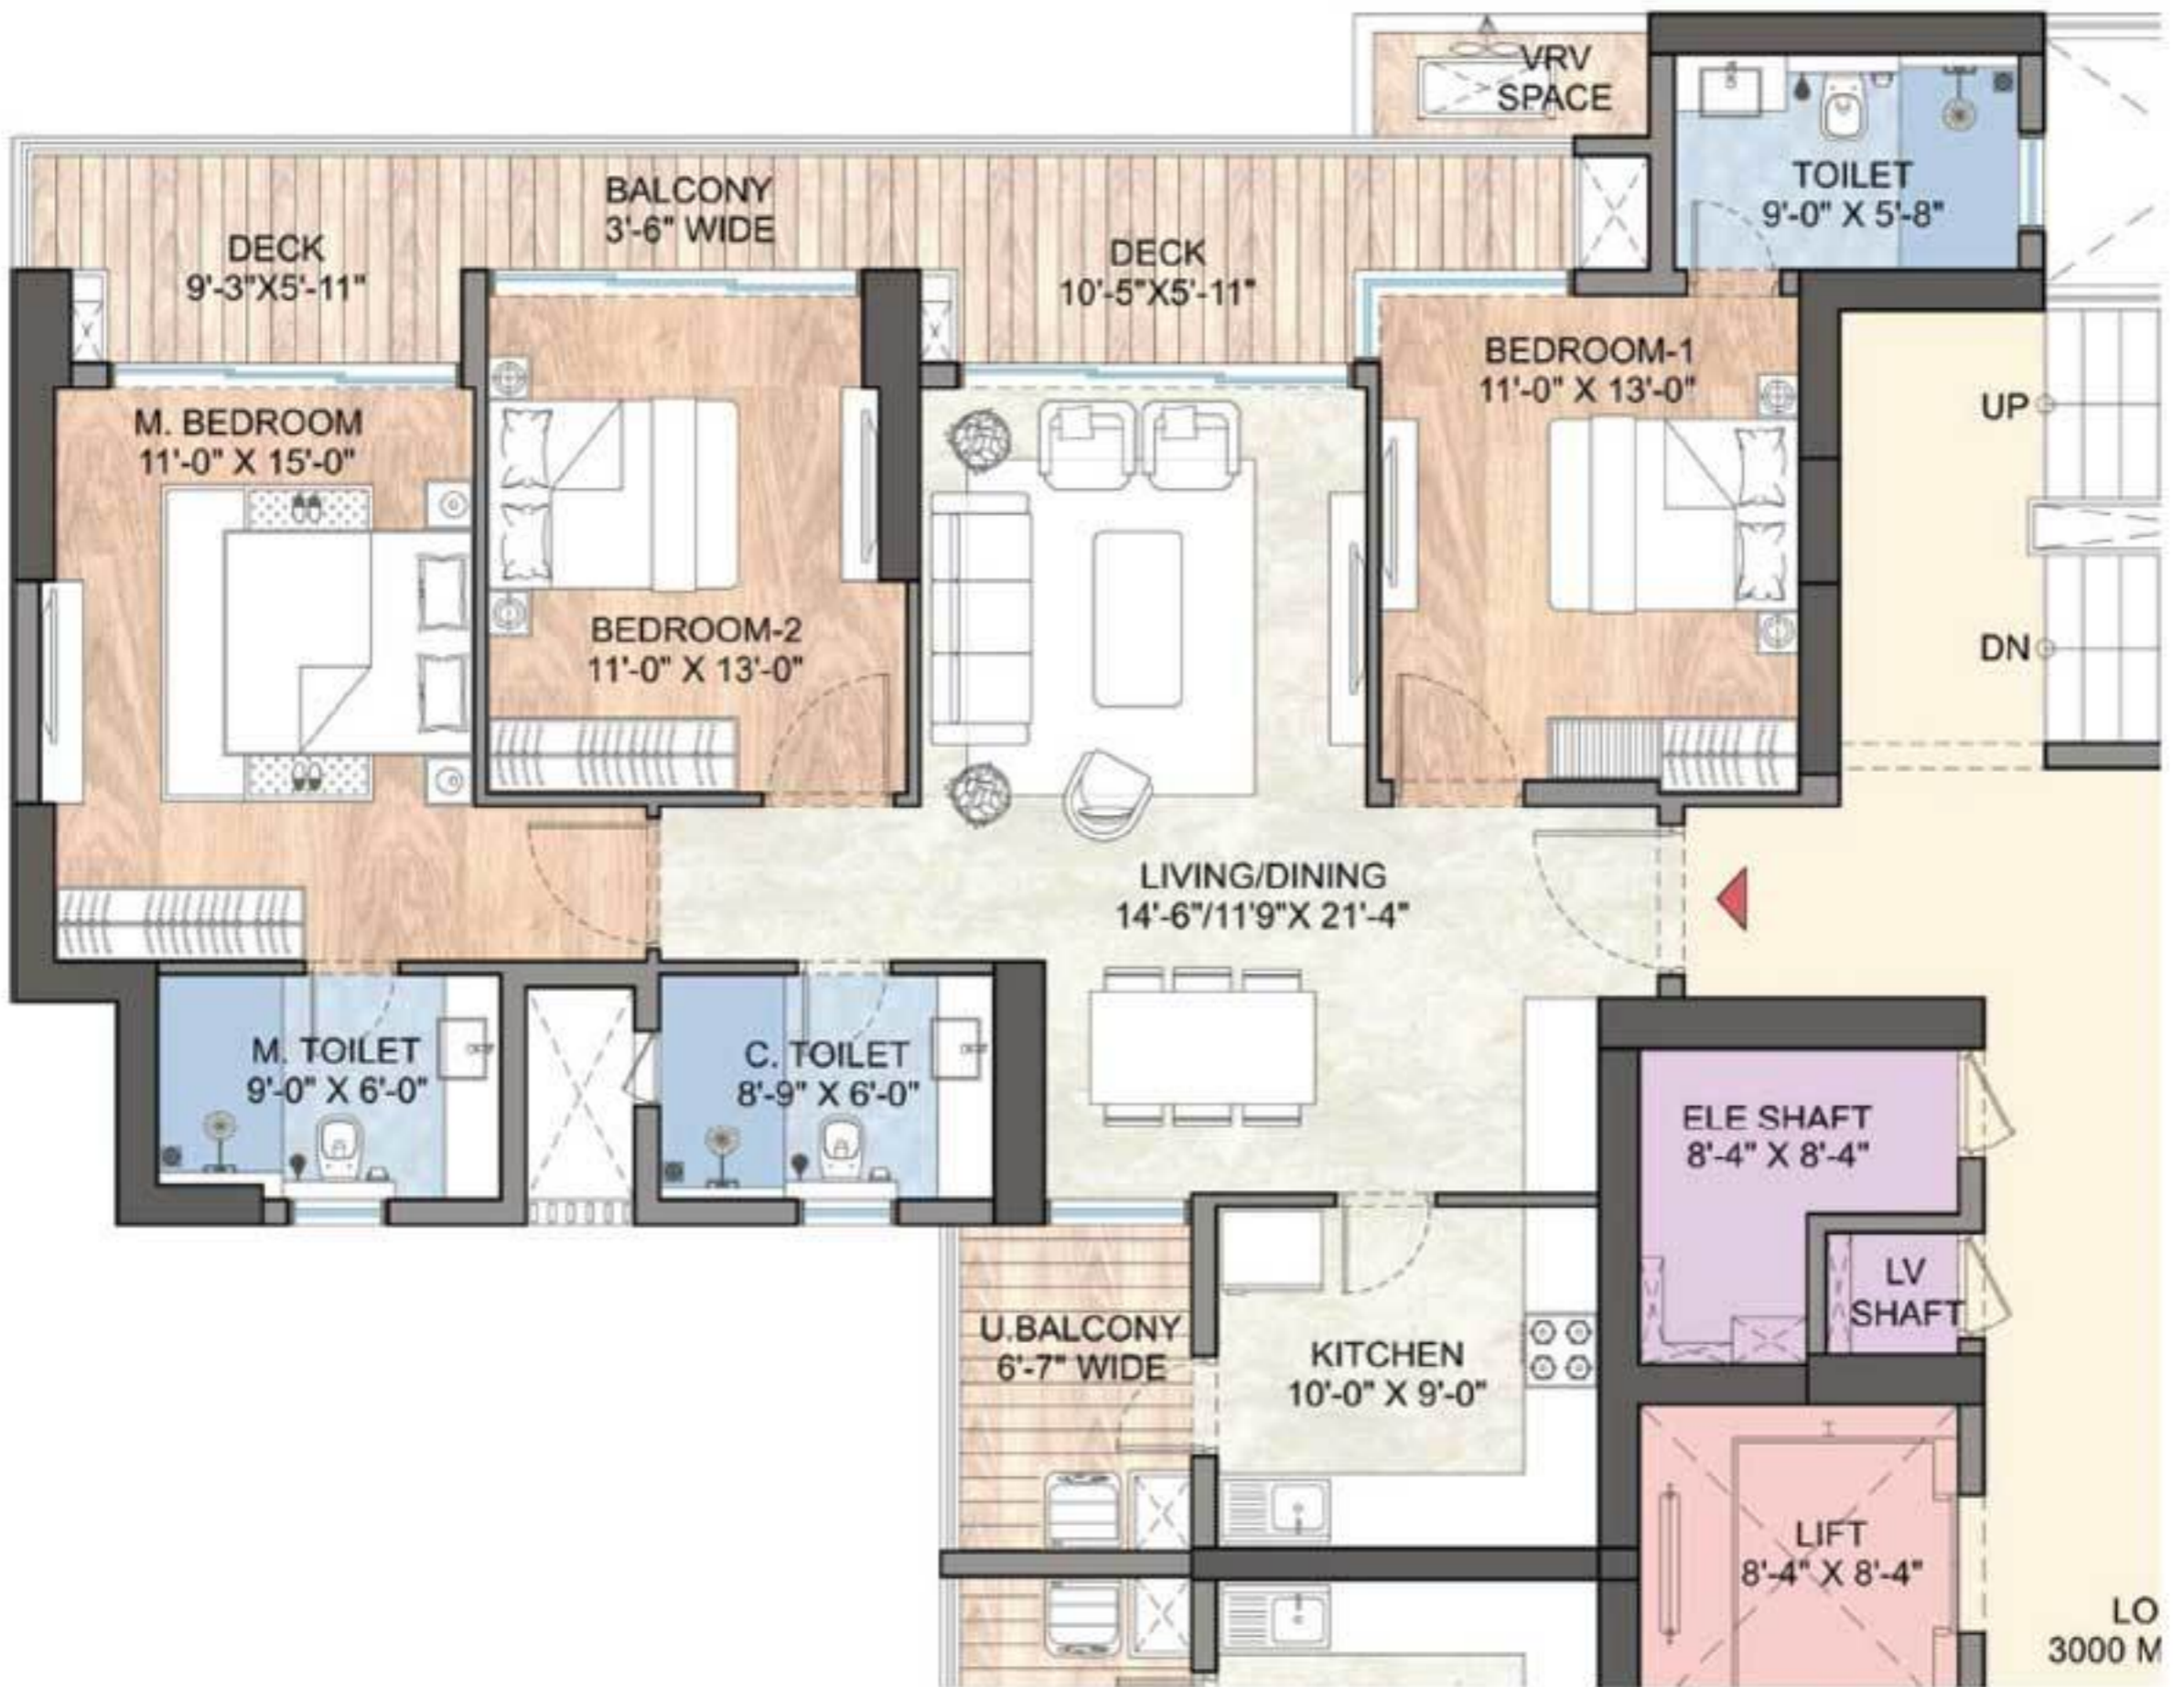 VRV
SPACE
TOILET
9'-0" X 5'-8"
BALCONY
3'-6" WIDE
DECK
9'-3"X5'-11"
DECK
10'-5"X5'-11"
BEDROOM-1
11'-0" X 13'-0"
UP
M. BEDROOM
11'-0" X 15'-0"
BEDROOM-2
11'-0" X 13'-0"
DN
LIVING/DINING
14'-6"/11'9"X 21'-4"
M. TOILET
9'-0" X 6'-0"
C. TOILET
8'-9" X 6'-0"
ELE SHAFT
8'-4" X 8'-4"
LV
SHAFT
U.BALCONY
6'-7" WIDE
KITCHEN
10'-0" X 9'-0"
LIFT
8'-4" X 8'-4"
LO
3000 M